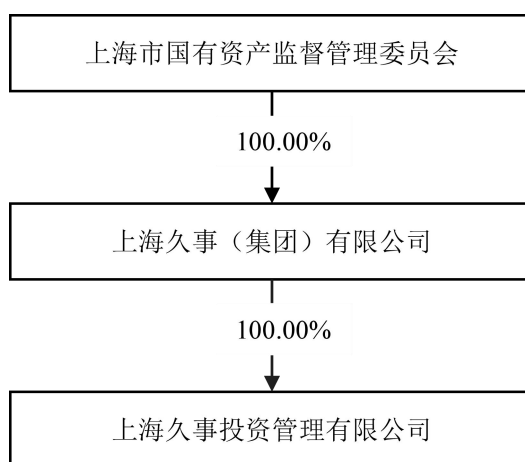 上海市国有资产监督管理委员会
100.00%
上海久事（集团）有限公司
100.00%
上海久事投资管理有限公司